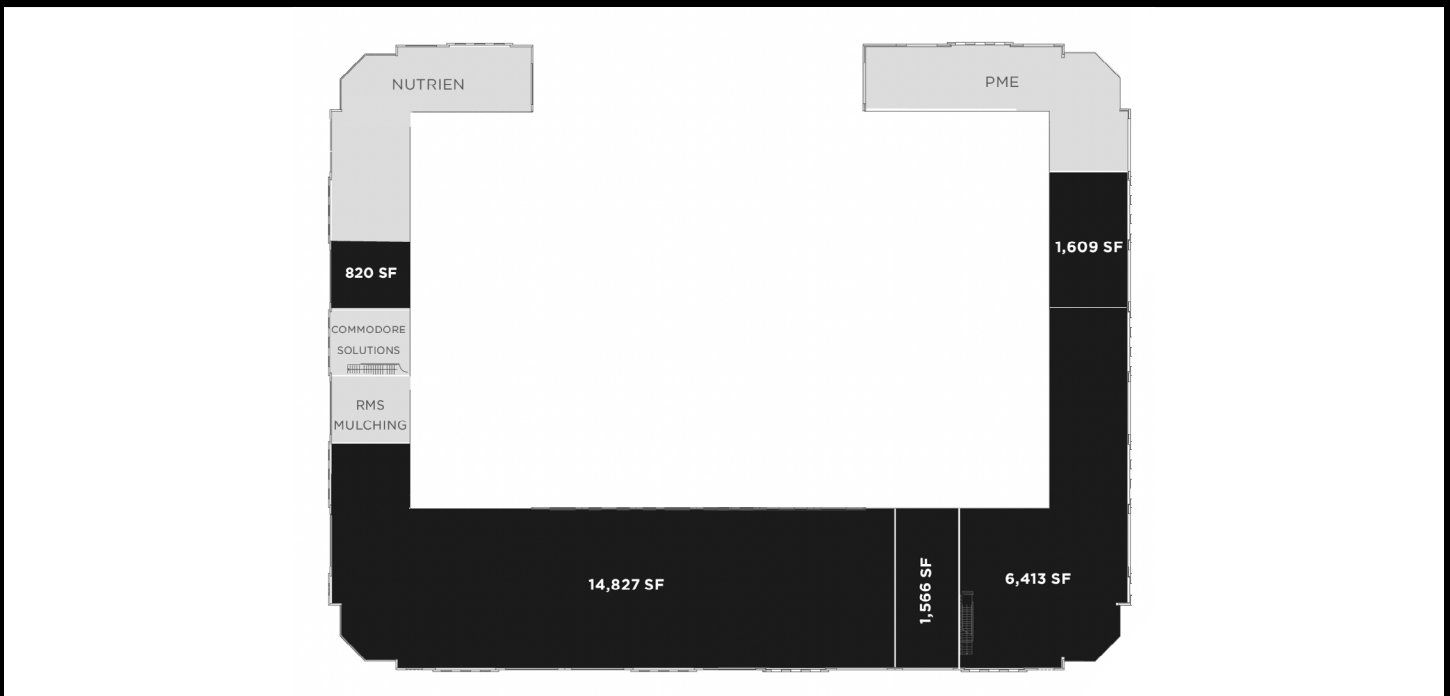 NUTRIEN
PME
1,609 SF
820 SF
COMMODORE
SOLUTIONS
RMS
MULCHING
14,827 SF
1,566 SF
6,413 SF